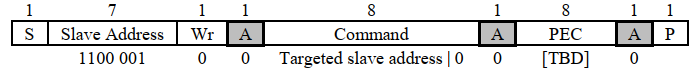 1 7 1 1 8 1 8 1 1
S Slave Address Wr A Command A PEC A P
1100 001 0 0 Targeted slave address | 0 0 [TBD] 0